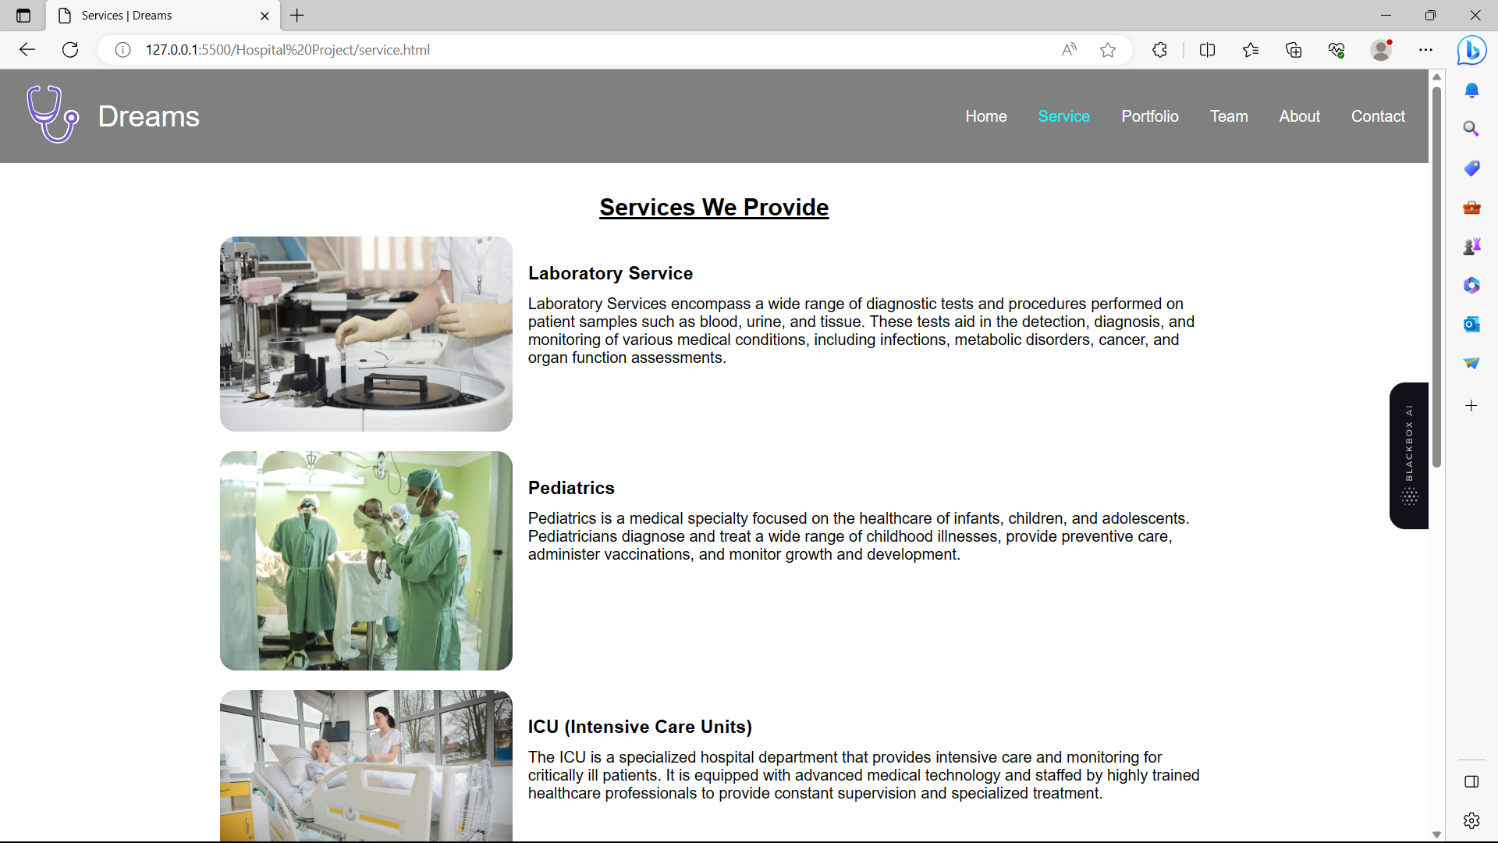 Services | Dreams
127.0.0.1:5500/Hospital%20Project/service.html
Dreams
Home Service Portfolio Team About Contact
Services We Provide
Laboratory Service
Laboratory Services encompass a wide range of diagnostic tests and procedures performed on
patient samples such as blood, urine, and tissue. These tests aid in the detection, diagnosis, and
monitoring of various medical conditions, including infections, metabolic disorders, cancer, and
organ function assessments.
BLACKBOX AI
Pediatrics
Pediatrics is a medical specialty focused on the healthcare of infants, children, and adolescents.
Pediatricians diagnose and treat a wide range of childhood illnesses, provide preventive care,
administer vaccinations, and monitor growth and development.
ICU (Intensive Care Units)
The ICU is a specialized hospital department that provides intensive care and monitoring for
critically ill patients. It is equipped with advanced medical technology and staffed by highly trained
healthcare professionals to provide constant supervision and specialized treatment.